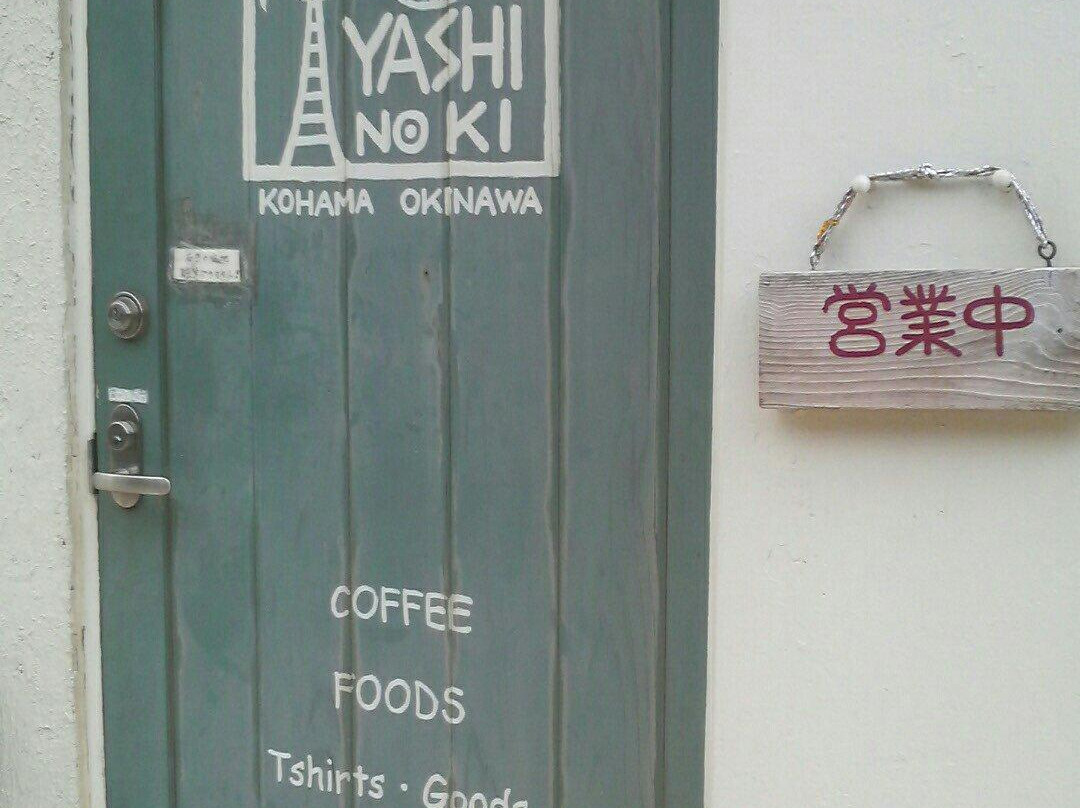 YASHI
NO KI
KOHAMA OKINAWA
COFFEE
FOODS
Tshirts・Goods
営業中